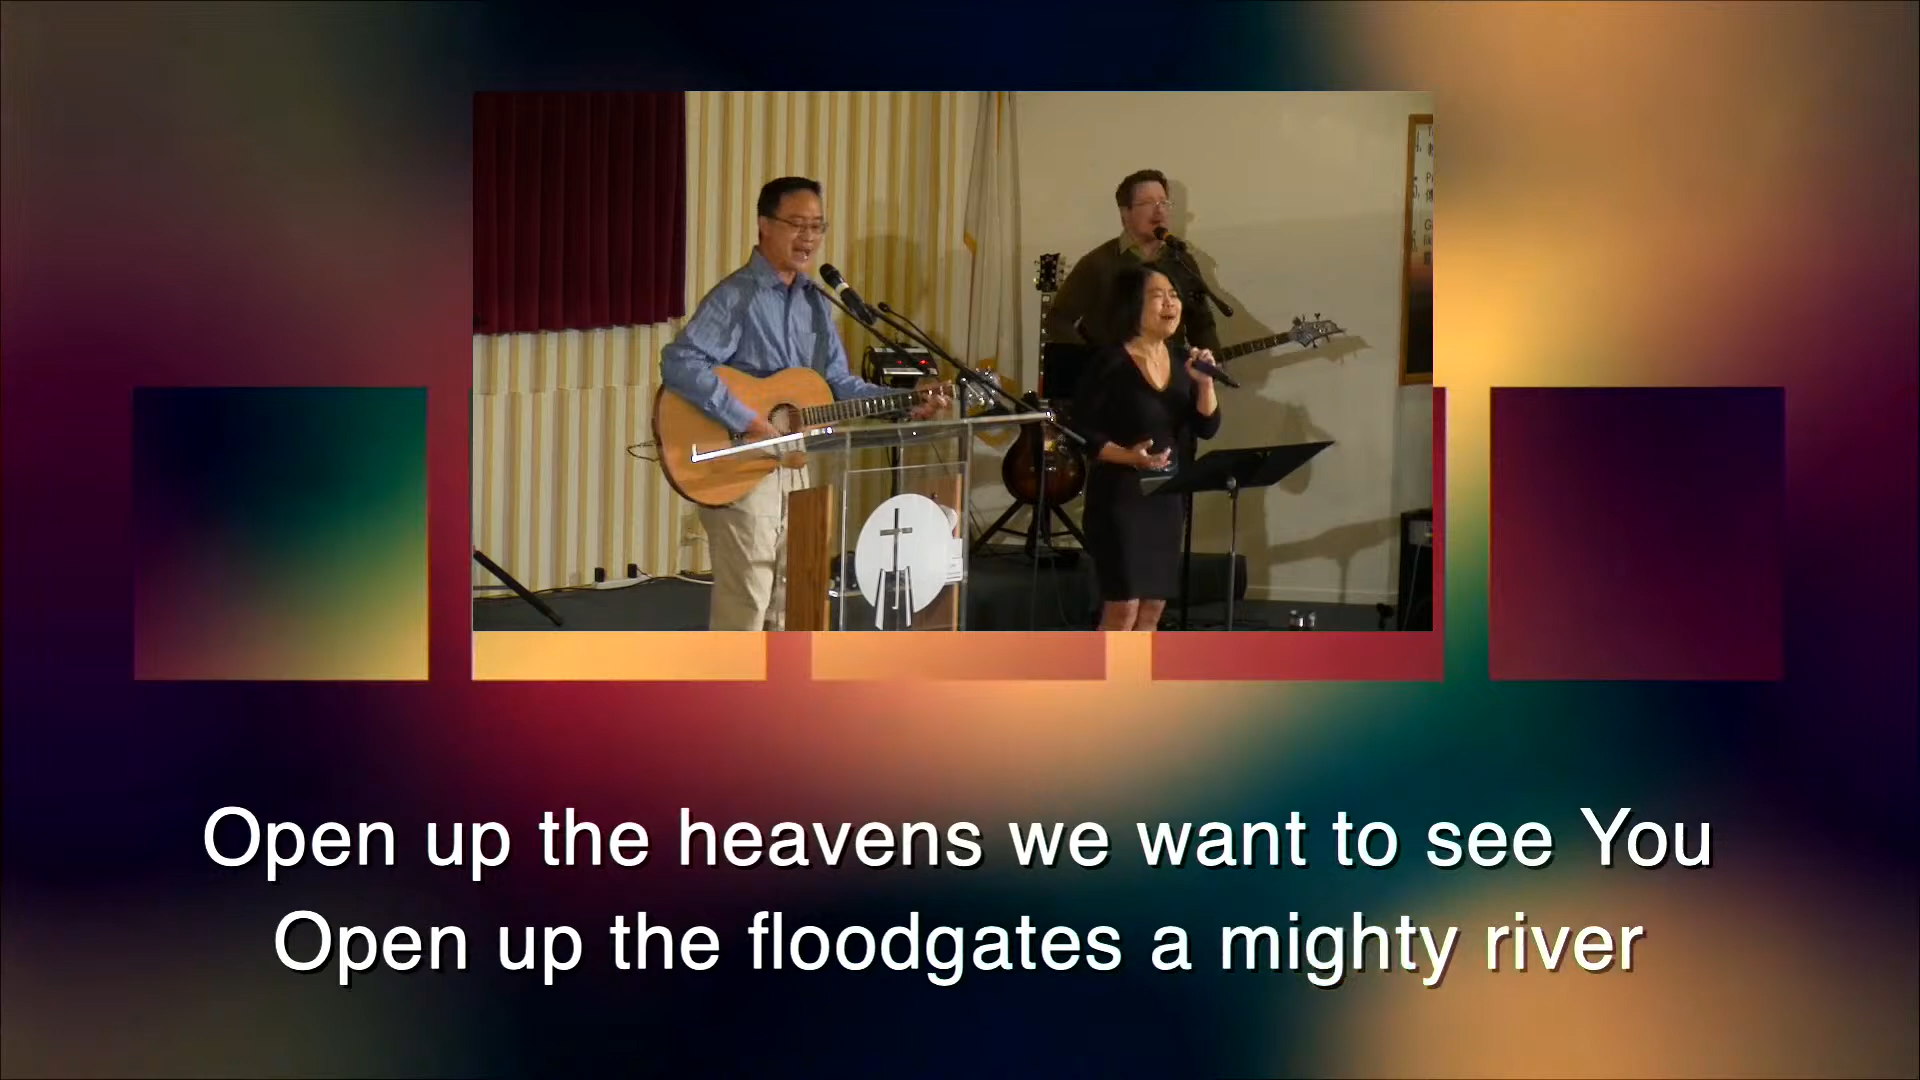 Open up the heavens we want to see You
Open up the floodgates a mighty river